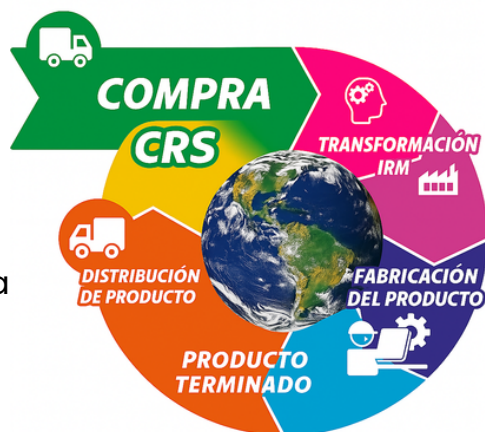 COMPRA
CRS
TRANSFORMACIÓN
IRM
FABRICACIÓN
DEL PRODUCTO
PRODUCTO
TERMINADO
DISTRIBUCIÓN
DE PRODUCTO
a